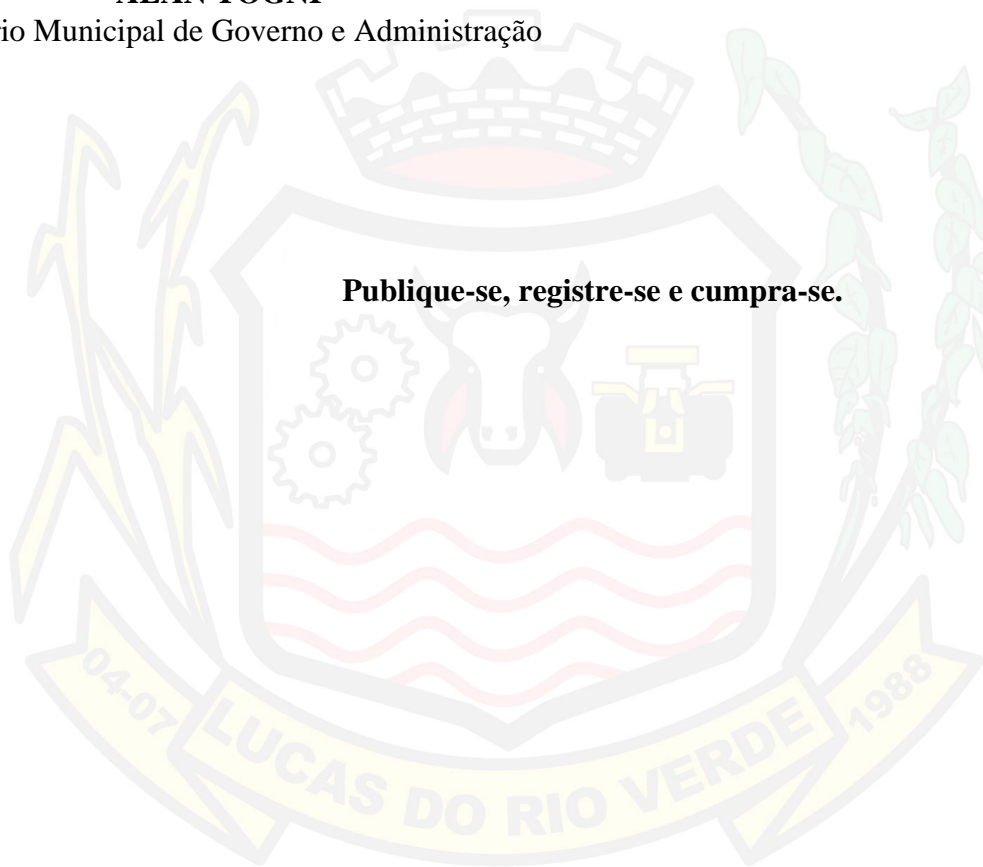 ALAN TOGNI
rio Municipal de Governo e Administração
Publique-se, registre-se e cumpra-se.
04-07 LUCAS DO RIO VERDE 1988